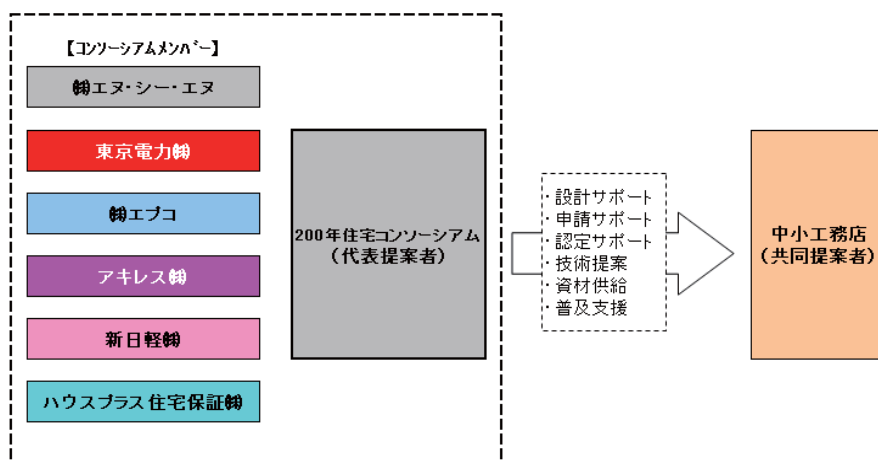 【コンソーシアムメンバー】
㈱エヌ・シー・エヌ
東京電力㈱
㈱エプコ
アキレス㈱
新日軽㈱
ハウスプラス住宅保証㈱
200年住宅コンソーシアム
(代表提案者)
・設計サポート
・申請サポート
・認定サポート
・技術提案
・資材供給
・普及支援
中小工務店
(共同提案者)